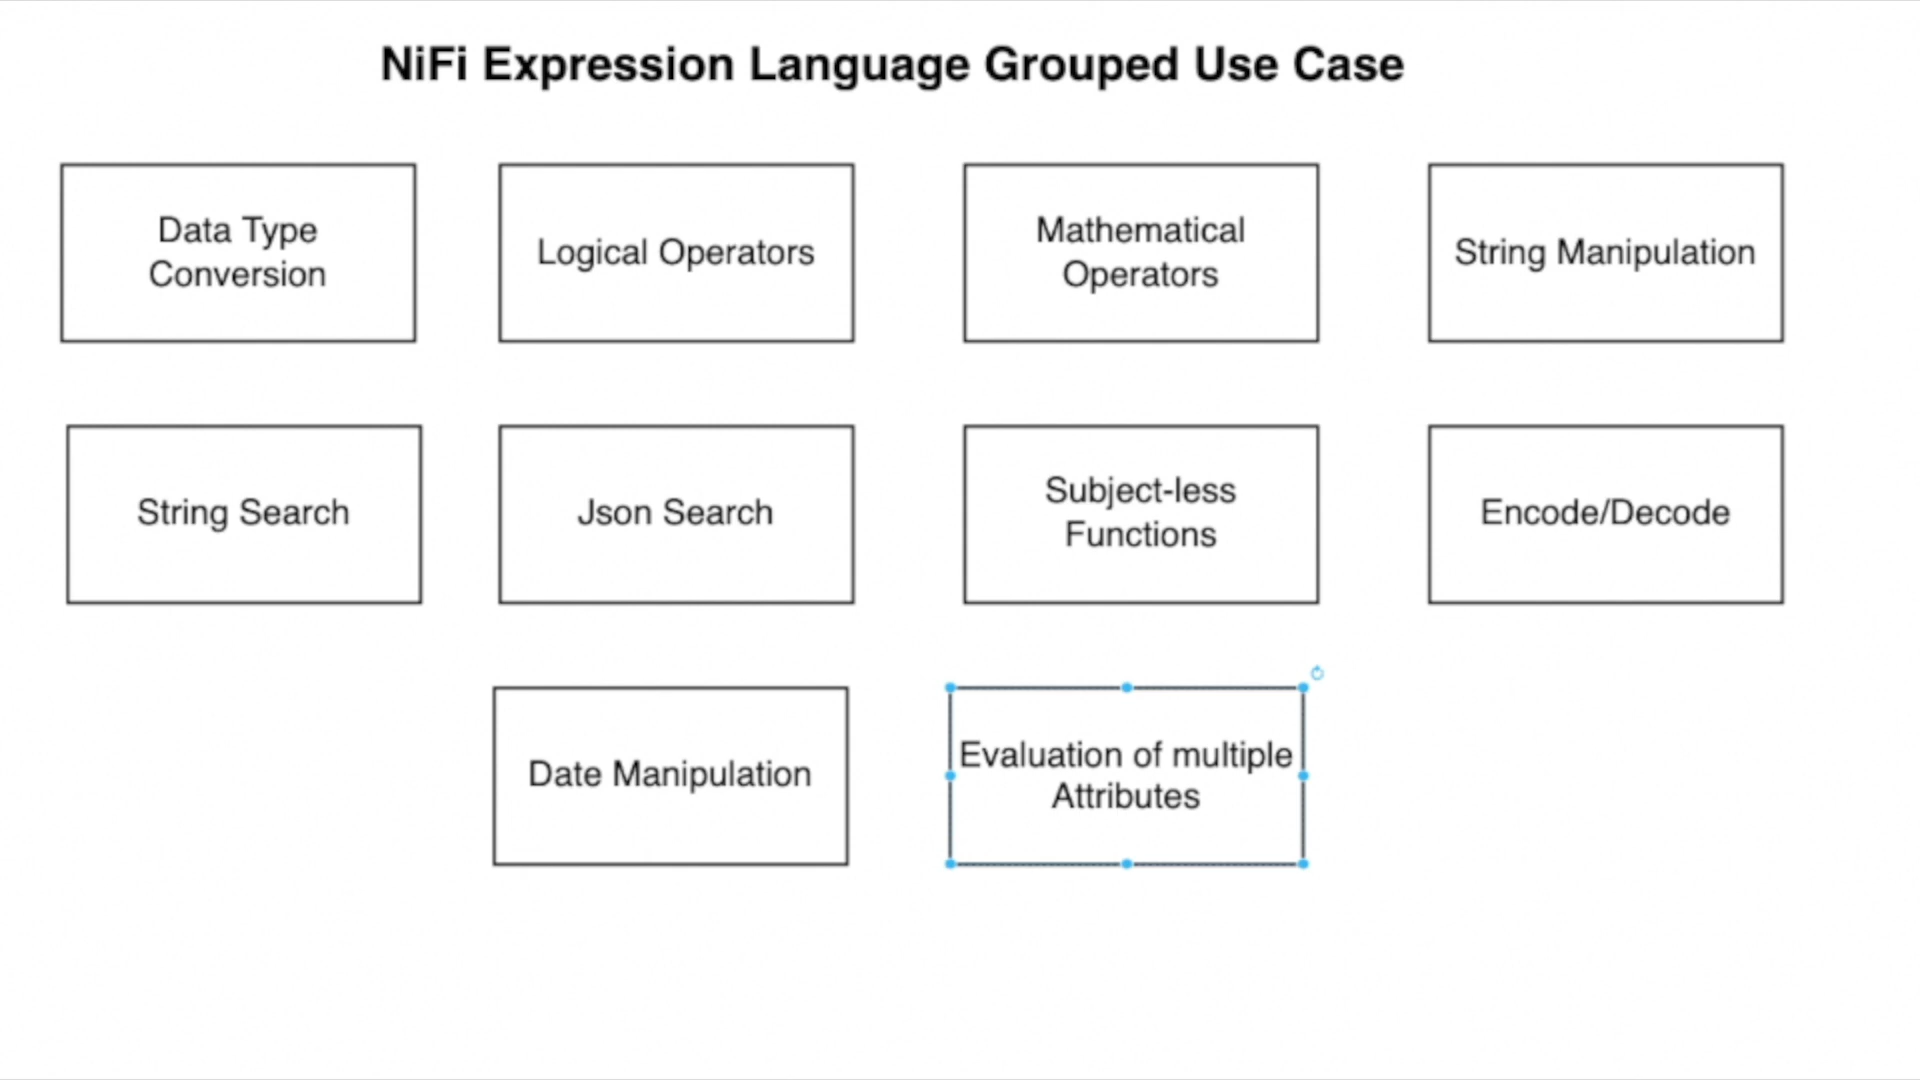 NiFi Expression Language Grouped Use Case
Data Type
Conversion
Logical Operators
Mathematical
Operators
String Manipulation
String Search
Json Search
Subject-less
Functions
Encode/Decode
Date Manipulation
Evaluation of multiple
Attributes